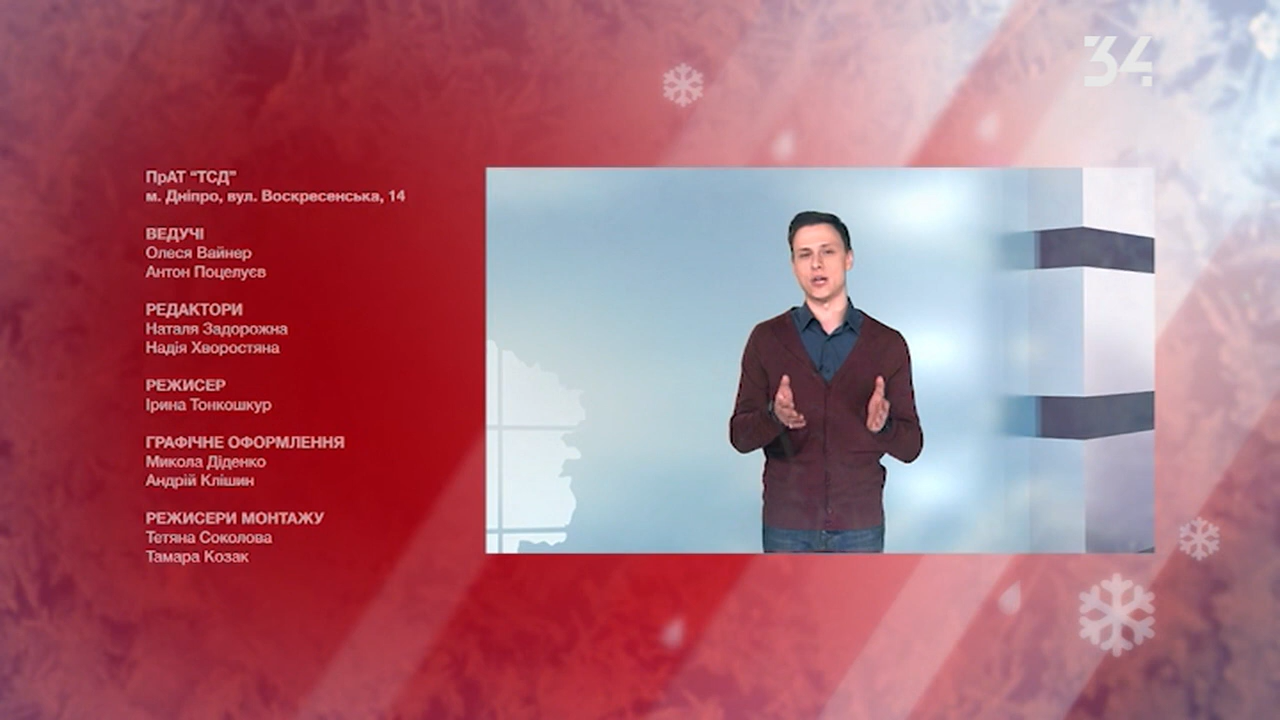 34
ПрАТ “ТСД”
м. Дніпро, вул. Воскресенська, 14
ВЕДУЧІ
Олеся Вайнер
Антон Поцелуєв
РЕДАКТОРИ
Наталя Задорожна
Надія Хворостяна
РЕЖИСЕР
Ірина Тонкошкур
ГРАФІЧНЕ ОФОРМЛЕННЯ
Микола Діденко
Андрій Клішин
РЕЖИСЕРИ МОНТАЖУ
Тетяна Соколова
Тамара Козак